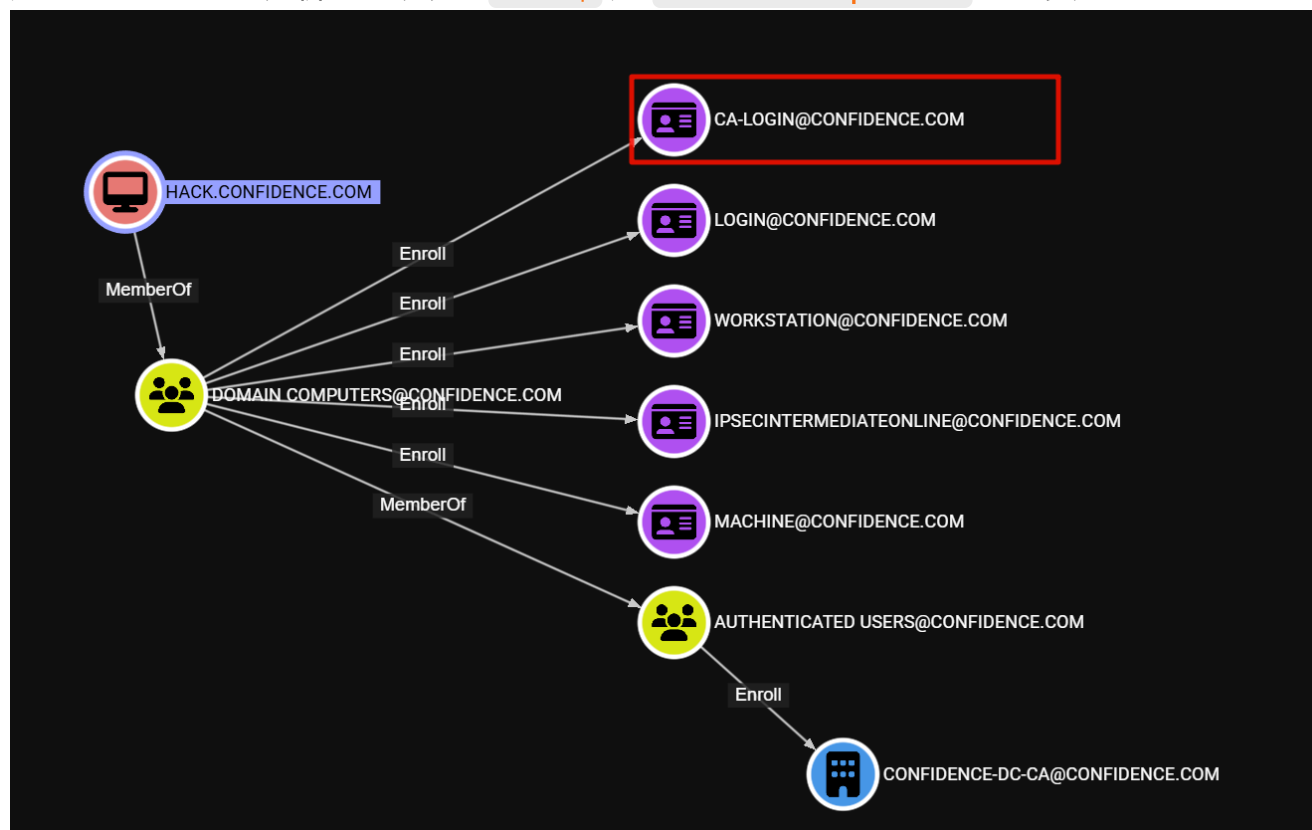 CA-LOGIN@CONFIDENCE.COM
HACK.CONFIDENCE.COM
LOGIN@CONFIDENCE.COM
Enroll
MemberOf
Enroll
WORKSTATION@CONFIDENCE.COM
Enroll
DOMAIN COMPUTERS@CONFIDENCE.COM
Enroll
IPSECINTERMEDIATEONLINE@CONFIDENCE.COM
Enroll
MemberOf
MACHINE@CONFIDENCE.COM
AUTHENTICATED USERS@CONFIDENCE.COM
Enroll
CONFIDENCE-DC-CA@CONFIDENCE.COM